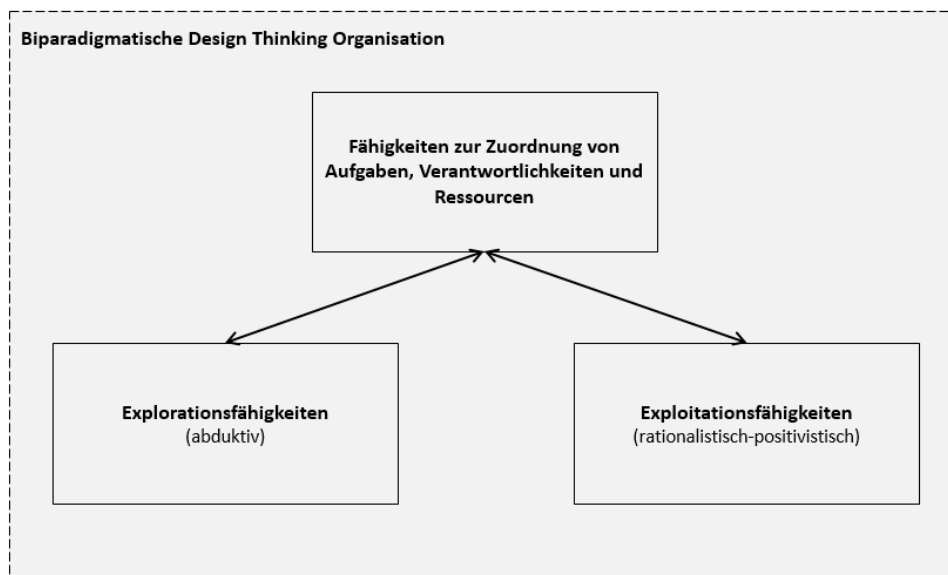 Biparadigmatische Design Thinking Organisation
Fähigkeiten zur Zuordnung von
Aufgaben, Verantwortlichkeiten und
Ressourcen
Explorationsfähigkeiten
(abduktiv)
Exploitationsfähigkeiten
(rationalistisch-positivistisch)